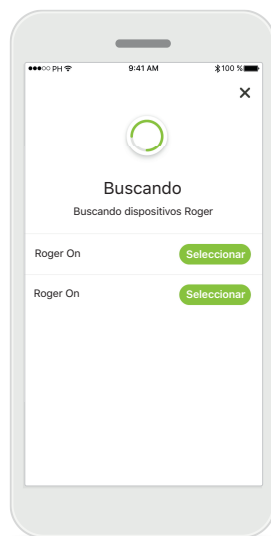 ●●●○○ PH 9:41 AM 100 %
Buscando
Buscando dispositivos Roger
Roger On Seleccionar
Roger On Seleccionar